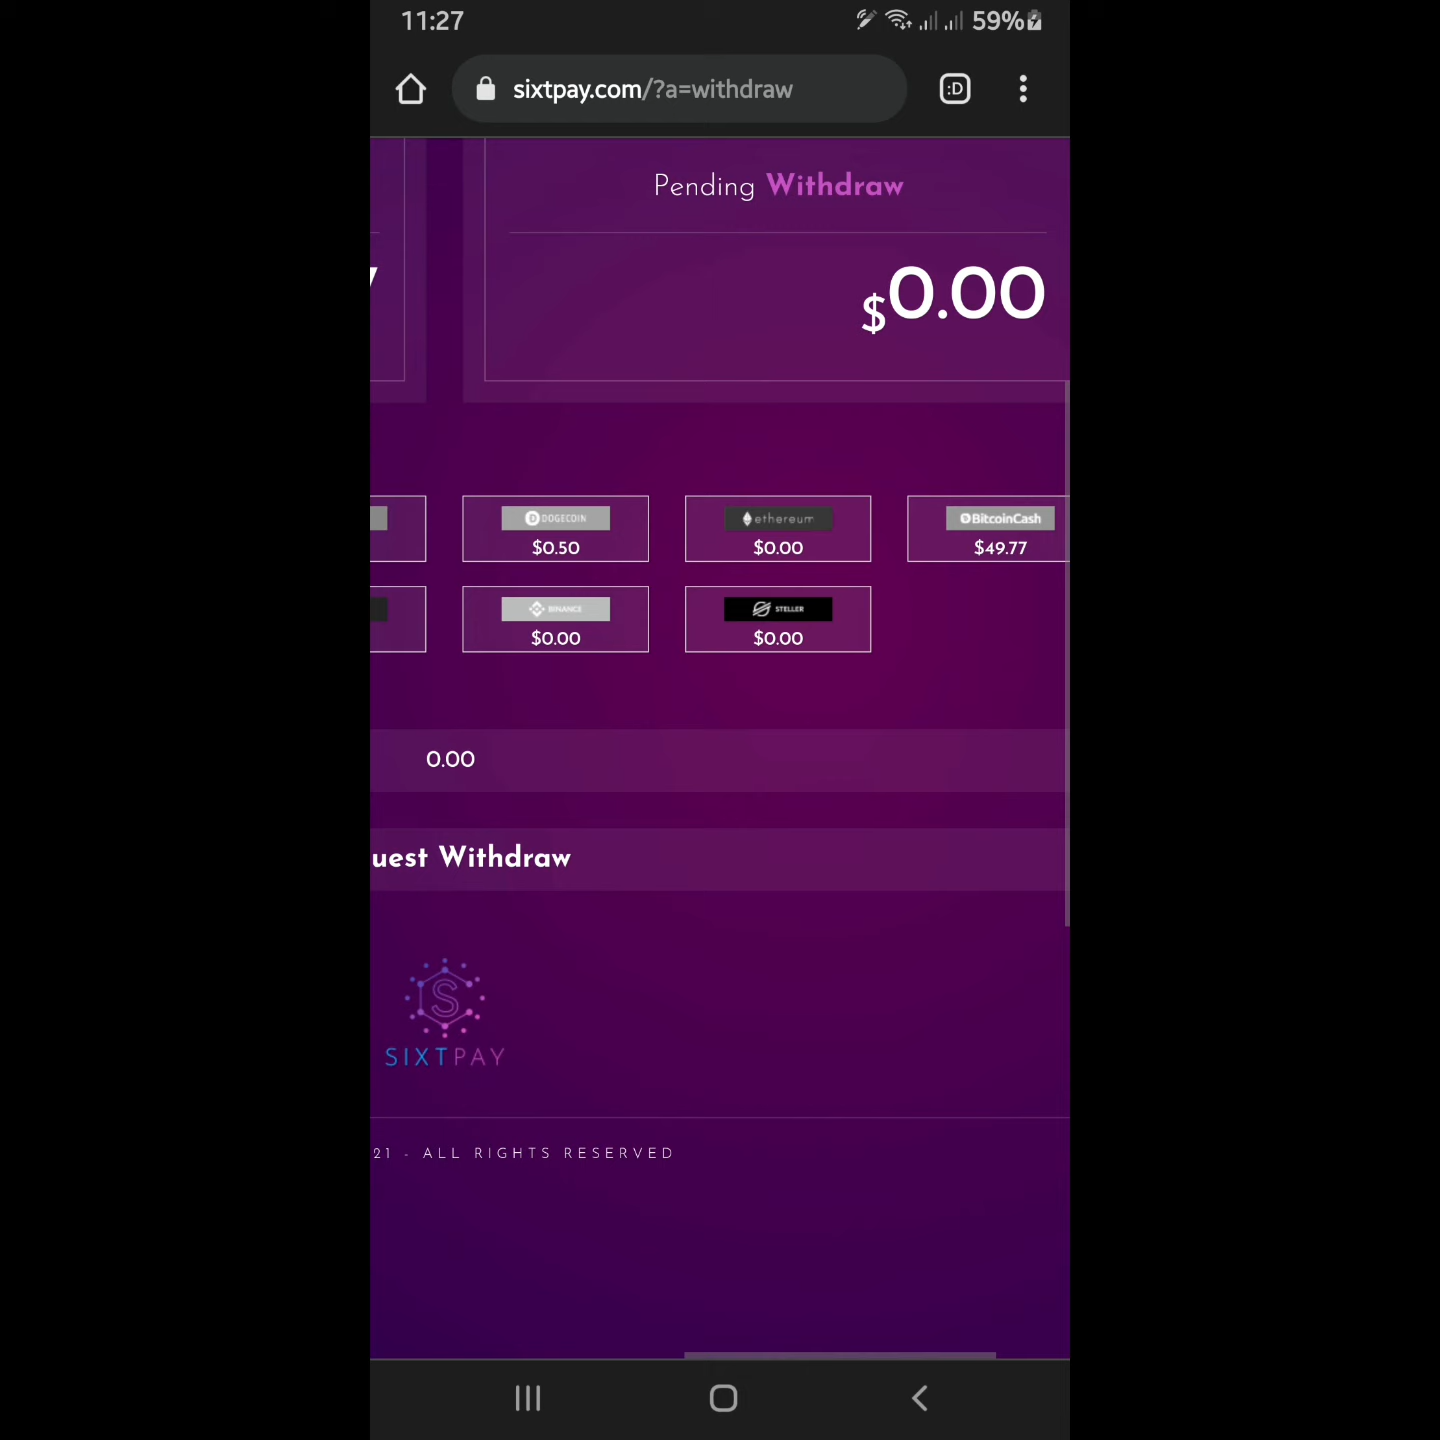 11:27
59%
sixtpay.com/?a=withdraw
:D
Pending Withdraw
$0.00
DOGECOIN
ethereum
BitcoinCash
$0.50
$0.00
$49.77
BINANCE
STELLER
$0.00
$0.00
0.00
uest Withdraw
S
SIXTPAY
21 - ALL RIGHTS RESERVED